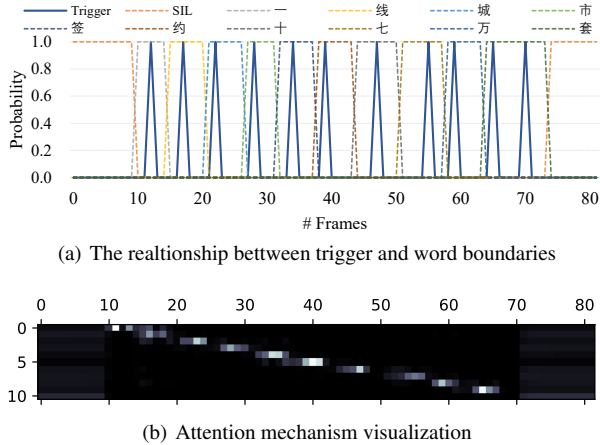 Trigger SIL 一 线 城 市
签 约 十 七 万 套
Probability
1.0
0.8
0.6
0.4
0.2
0.0
0 10 20 30 40 50 60 70 80
# Frames
(a) The realtionship bettween trigger and word boundaries
0 10 20 30 40 50 60 70 80
0
5
10
(b) Attention mechanism visualization